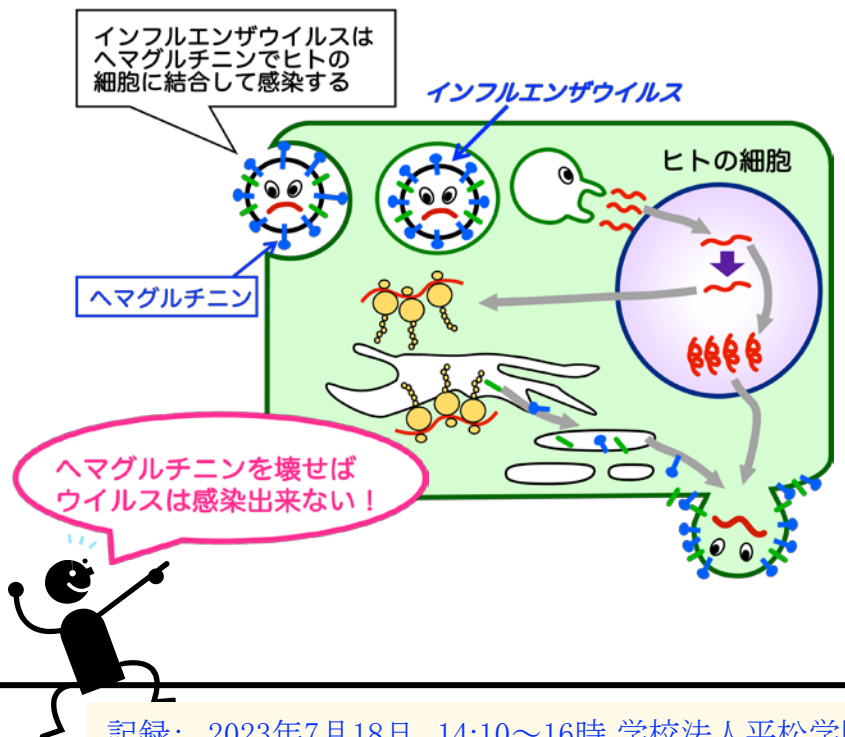 インフルエンザウイルスは
ヘマグルチニンでヒトの
細胞に結合して感染する
インフルエンザウイルス
ヒトの細胞
ヘマグルチニン
ヘマグルチニンを壊せば
ウイルスは感染出来ない！
記録： 2023年7月18日 14:10～16時 学校法人平松学